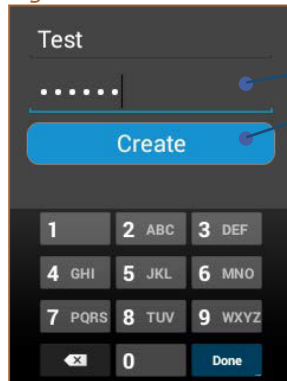 Test
••••••
Create
1 2 ABC 3 DEF
4 GHI 5 JKL 6 MNO
7 PQRS 8 TUV 9 WXYZ
0 Done